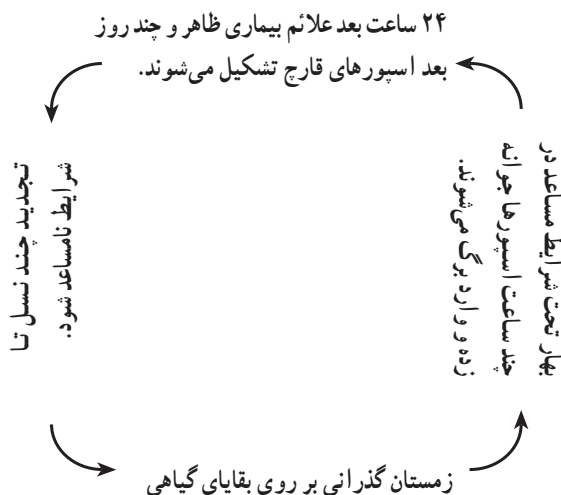 ۲۴ ساعت بعد علائم بیماری ظاهر و چند روز
بعد اسپورهای قارچ تشکیل می‌شوند.
تجدید چند نسل تا
شرایط نامساعد شود.
زمستان گذرانی بر روی بقایای گیاهی
بهار تحت شرایط مساعد در
چند ساعت اسپورها جوانه
زده و وارد برگ می‌شوند.